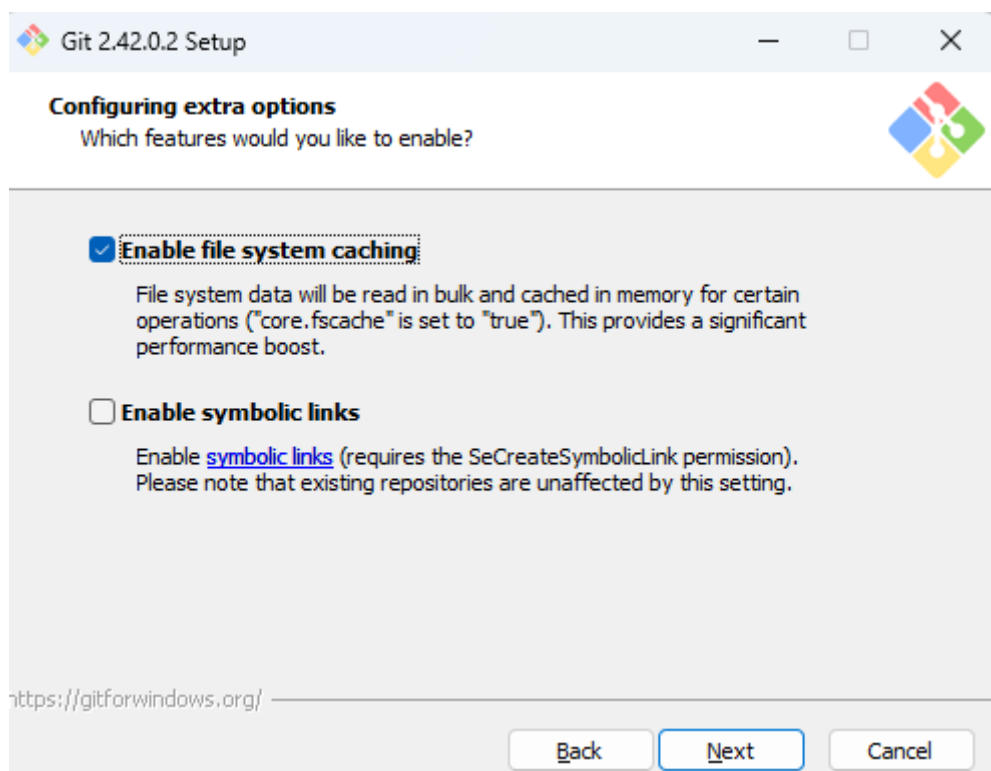 Git 2.42.0.2 Setup
Configuring extra options
Which features would you like to enable?
Enable file system caching
File system data will be read in bulk and cached in memory for certain
operations ("core.fscache" is set to "true"). This provides a significant
performance boost.
Enable symbolic links
Enable symbolic links (requires the SeCreateSymbolicLink permission).
Please note that existing repositories are unaffected by this setting.
https://gitforwindows.org/
Back Next Cancel